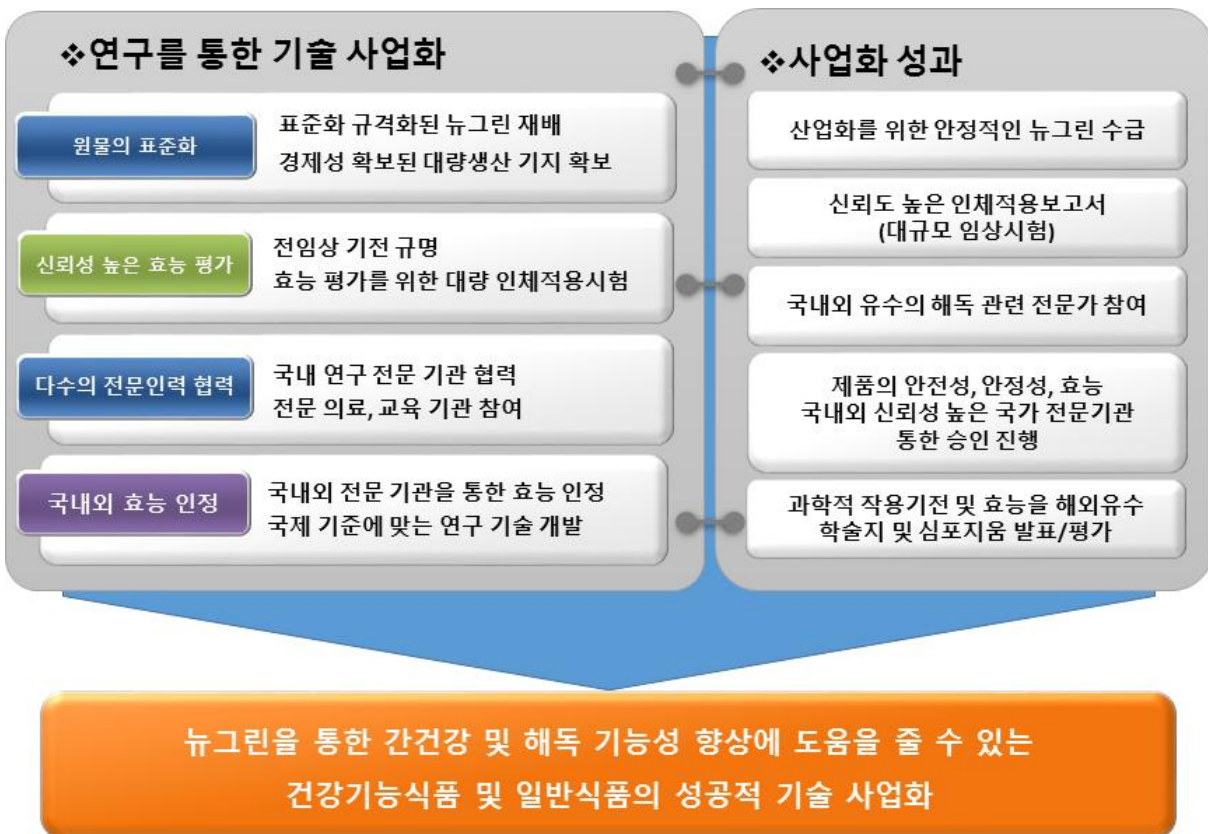 ❖연구를 통한 기술 사업화
원물의 표준화
표준화 규격화된 뉴그린 재배
경제성 확보된 대량생산 기지 확보
신뢰성 높은 효능 평가
전임상 기전 규명
효능 평가를 위한 대량 인체적용시험
다수의 전문인력 협력
국내 연구 전문 기관 협력
전문 의료, 교육 기관 참여
국내외 효능 인정
국내외 전문 기관을 통한 효능 인정
국제 기준에 맞는 연구 기술 개발
❖사업화 성과
산업화를 위한 안정적인 뉴그린 수급
신뢰도 높은 인체적용보고서
(대규모 임상시험)
국내외 유수의 해독 관련 전문가 참여
제품의 안전성, 안정성, 효능
국내외 신뢰성 높은 국가 전문기관
통한 승인 진행
과학적 작용기전 및 효능을 해외유수
학술지 및 심포지움 발표/평가
뉴그린을 통한 간건강 및 해독 기능성 향상에 도움을 줄 수 있는
건강기능식품 및 일반식품의 성공적 기술 사업화